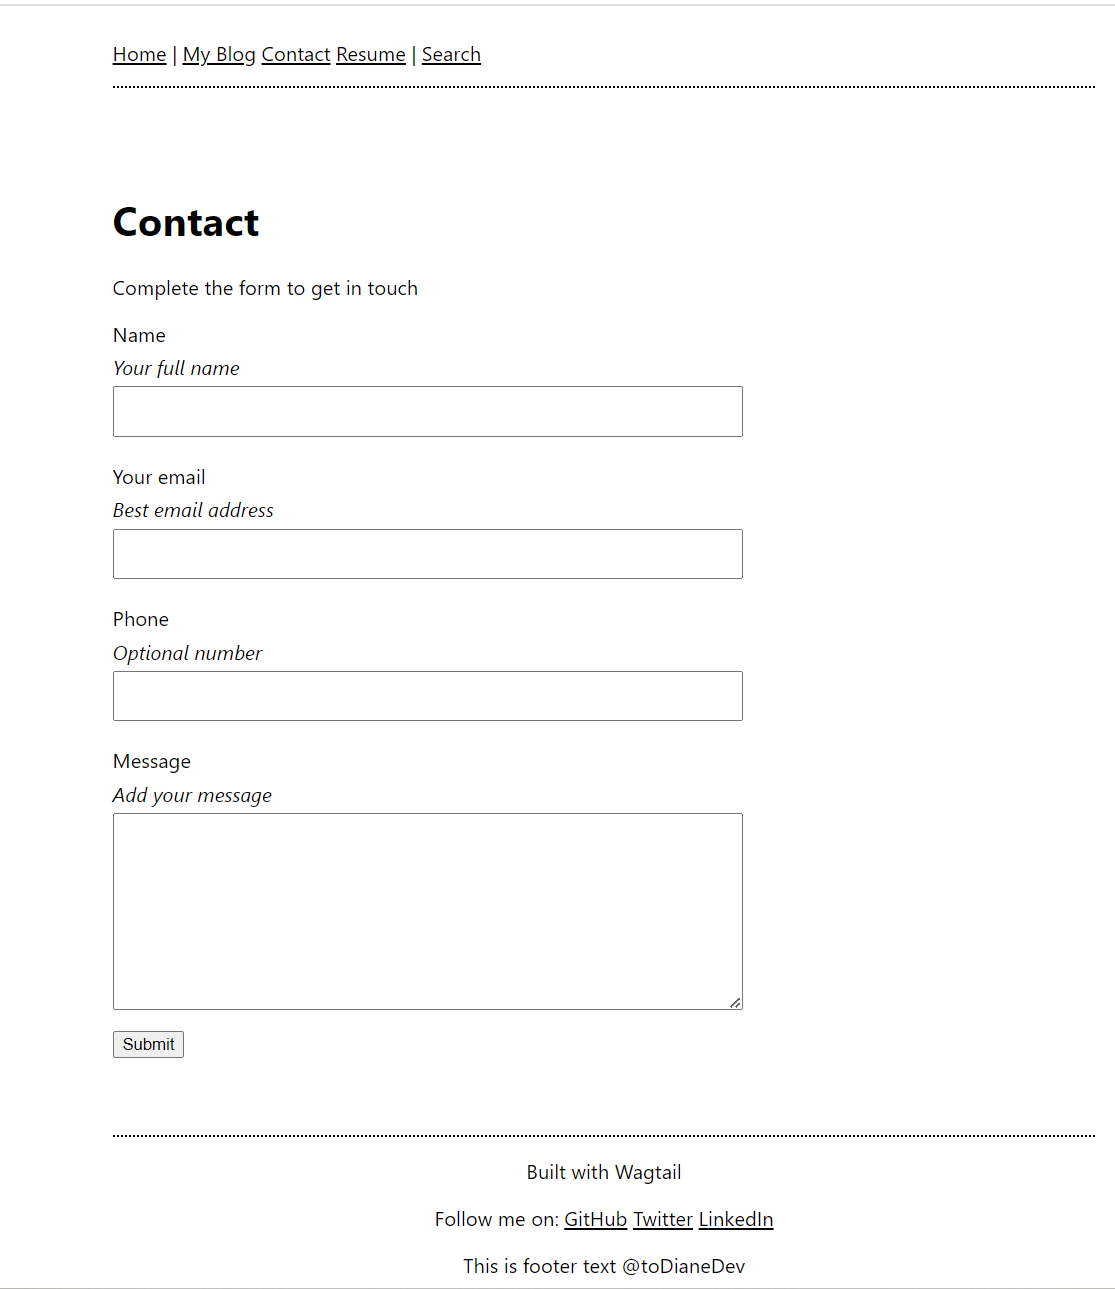 Home | My Blog Contact Resume | Search
Contact
Complete the form to get in touch
Name
Your full name
Your email
Best email address
Phone
Optional number
Message
Add your message
Submit
Built with Wagtail
Follow me on: GitHub Twitter LinkedIn
This is footer text @toDianeDev